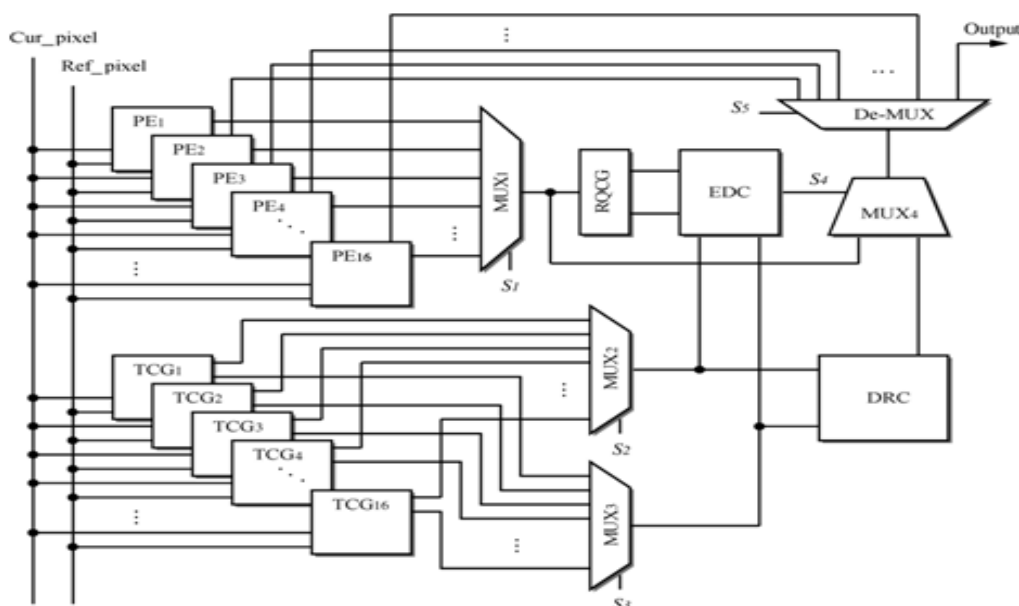 Cur_pixel
Ref_pixel
Output
PE1
PE2
PE3
PE4
PE16
MUX1
S1
RQCG
EDC
S4
S5
De-MUX
MUX4
TCG1
TCG2
TCG3
TCG4
TCG16
MUX2
S2
MUX3
S3
DRC